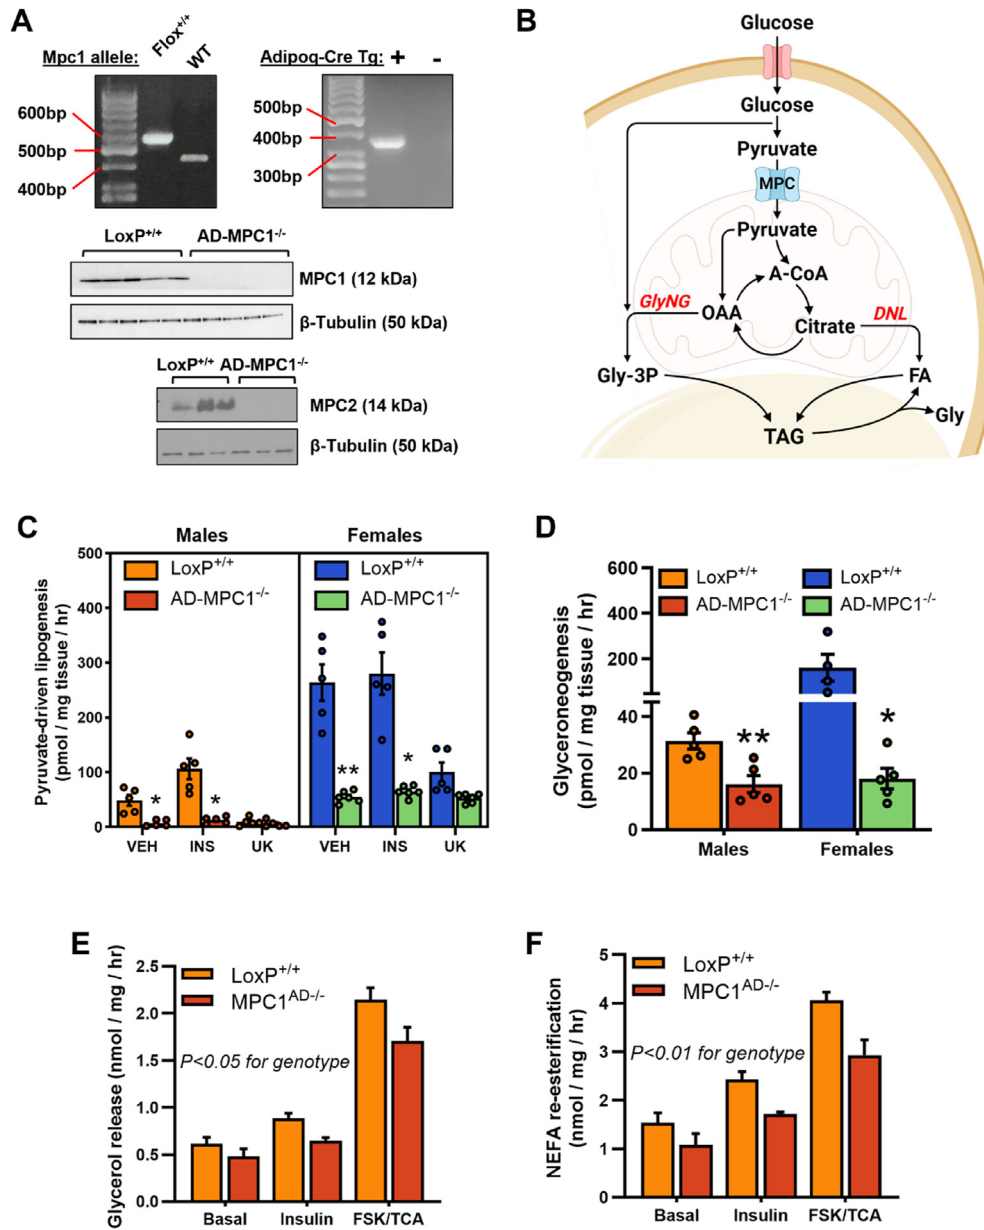 A
Mpc1 allele:
Flox+/+
WT
600bp
500bp
400bp
Adipoq-Cre Tg:
+
-
500bp
400bp
300bp
LoxP+/+
AD-MPC1-/-
MPC1 (12 kDa)
β-Tubulin (50 kDa)
LoxP+/+ AD-MPC1-/-
MPC2 (14 kDa)
β-Tubulin (50 kDa)
B
Glucose
Glucose
Pyruvate
MPC
Pyruvate
A-CoA
GlyNG
OAA
Citrate
DNL
Gly-3P
FA
Gly
TAG
C
Males
Females
Pyruvate-driven lipogenesis
(pmol / mg tissue / hr)
500
400
300
200
100
0
LoxP+/+
AD-MPC1-/-
LoxP+/+
AD-MPC1-/-
*
*
**
*
VEH
INS
UK
VEH
INS
UK
D
Glyceroneogenesis
(pmol / mg tissue / hr)
600
400
200
40
20
0
LoxP+/+
AD-MPC1-/-
LoxP+/+
AD-MPC1-/-
**
*
Males
Females
E
Glycerol release (nmol / mg / hr)
2.5
2.0
1.5
1.0
0.5
0.0
LoxP+/+
MPC1AD-/-
P<0.05 for genotype
Basal
Insulin
FSK/TCA
F
NEFA re-esterification
(nmol / mg / hr)
5
4
3
2
1
0
LoxP+/+
MPC1AD-/-
P<0.01 for genotype
Basal
Insulin
FSK/TCA